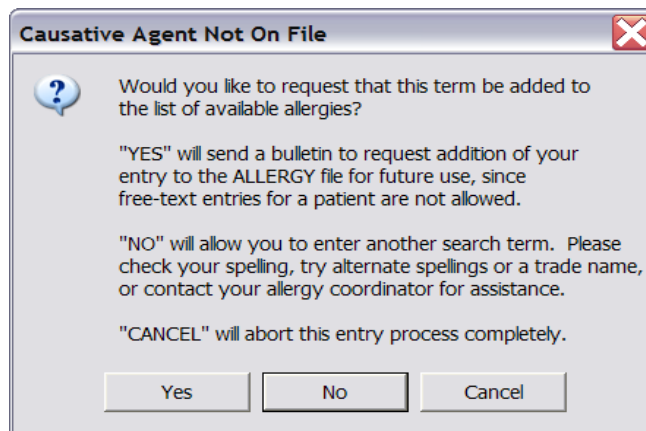 Causative Agent Not On File
Would you like to request that this term be added to
the list of available allergies?
"YES" will send a bulletin to request addition of your
entry to the ALLERGY file for future use, since
free-text entries for a patient are not allowed.
"NO" will allow you to enter another search term.  Please
check your spelling, try alternate spellings or a trade name,
or contact your allergy coordinator for assistance.
"CANCEL" will abort this entry process completely.
Yes No Cancel